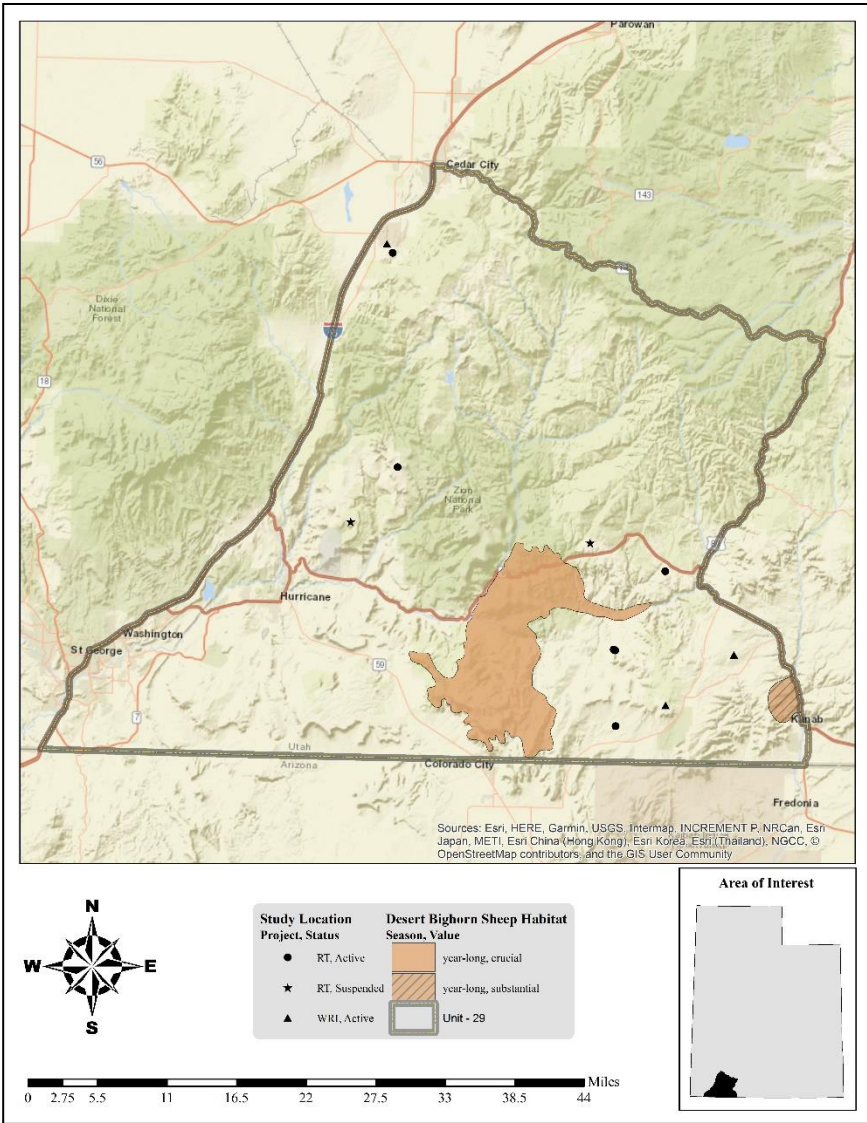 Parowan
56
Cedar City
143
14
Dixie
National
Forest
18
Zion
National
Park
Hurricane
Washington
St George
59
7
Kanab
Utah
Arizona
Colorado City
Fredonia
Sources: Esri, HERE, Garmin, USGS, Intermap, INCREMENT P, NRCan, Esri
Japan, METI, Esri China (Hong Kong), Esri Korea, Esri (Thailand), NGCC, ©
OpenStreetMap contributors, and the GIS User Community
N
W
E
S
Study Location
Project, Status
RT, Active
RT, Suspended
WRI, Active
Desert Bighorn Sheep Habitat
Season, Value
year-long, crucial
year-long, substantial
Unit - 29
Area of Interest
Miles
0 2.75 5.5 11 16.5 22 27.5 33 38.5 44